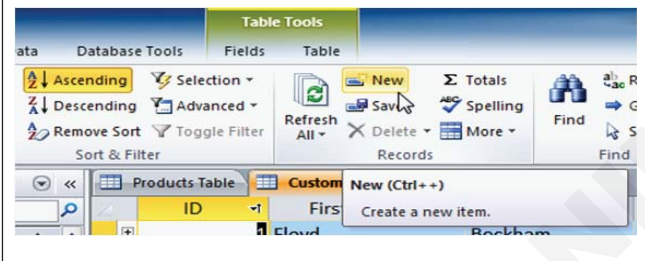 Table Tools
ata Database Tools Fields Table
Ascending Selection New Totals
Descending Advanced Save Spelling
Remove Sort Toggle Filter Refresh All Delete More Find
Sort & Filter Records Find
Products Table Custom New (Ctrl++)
ID Firs Create a new item.
1 Floyd Beckham